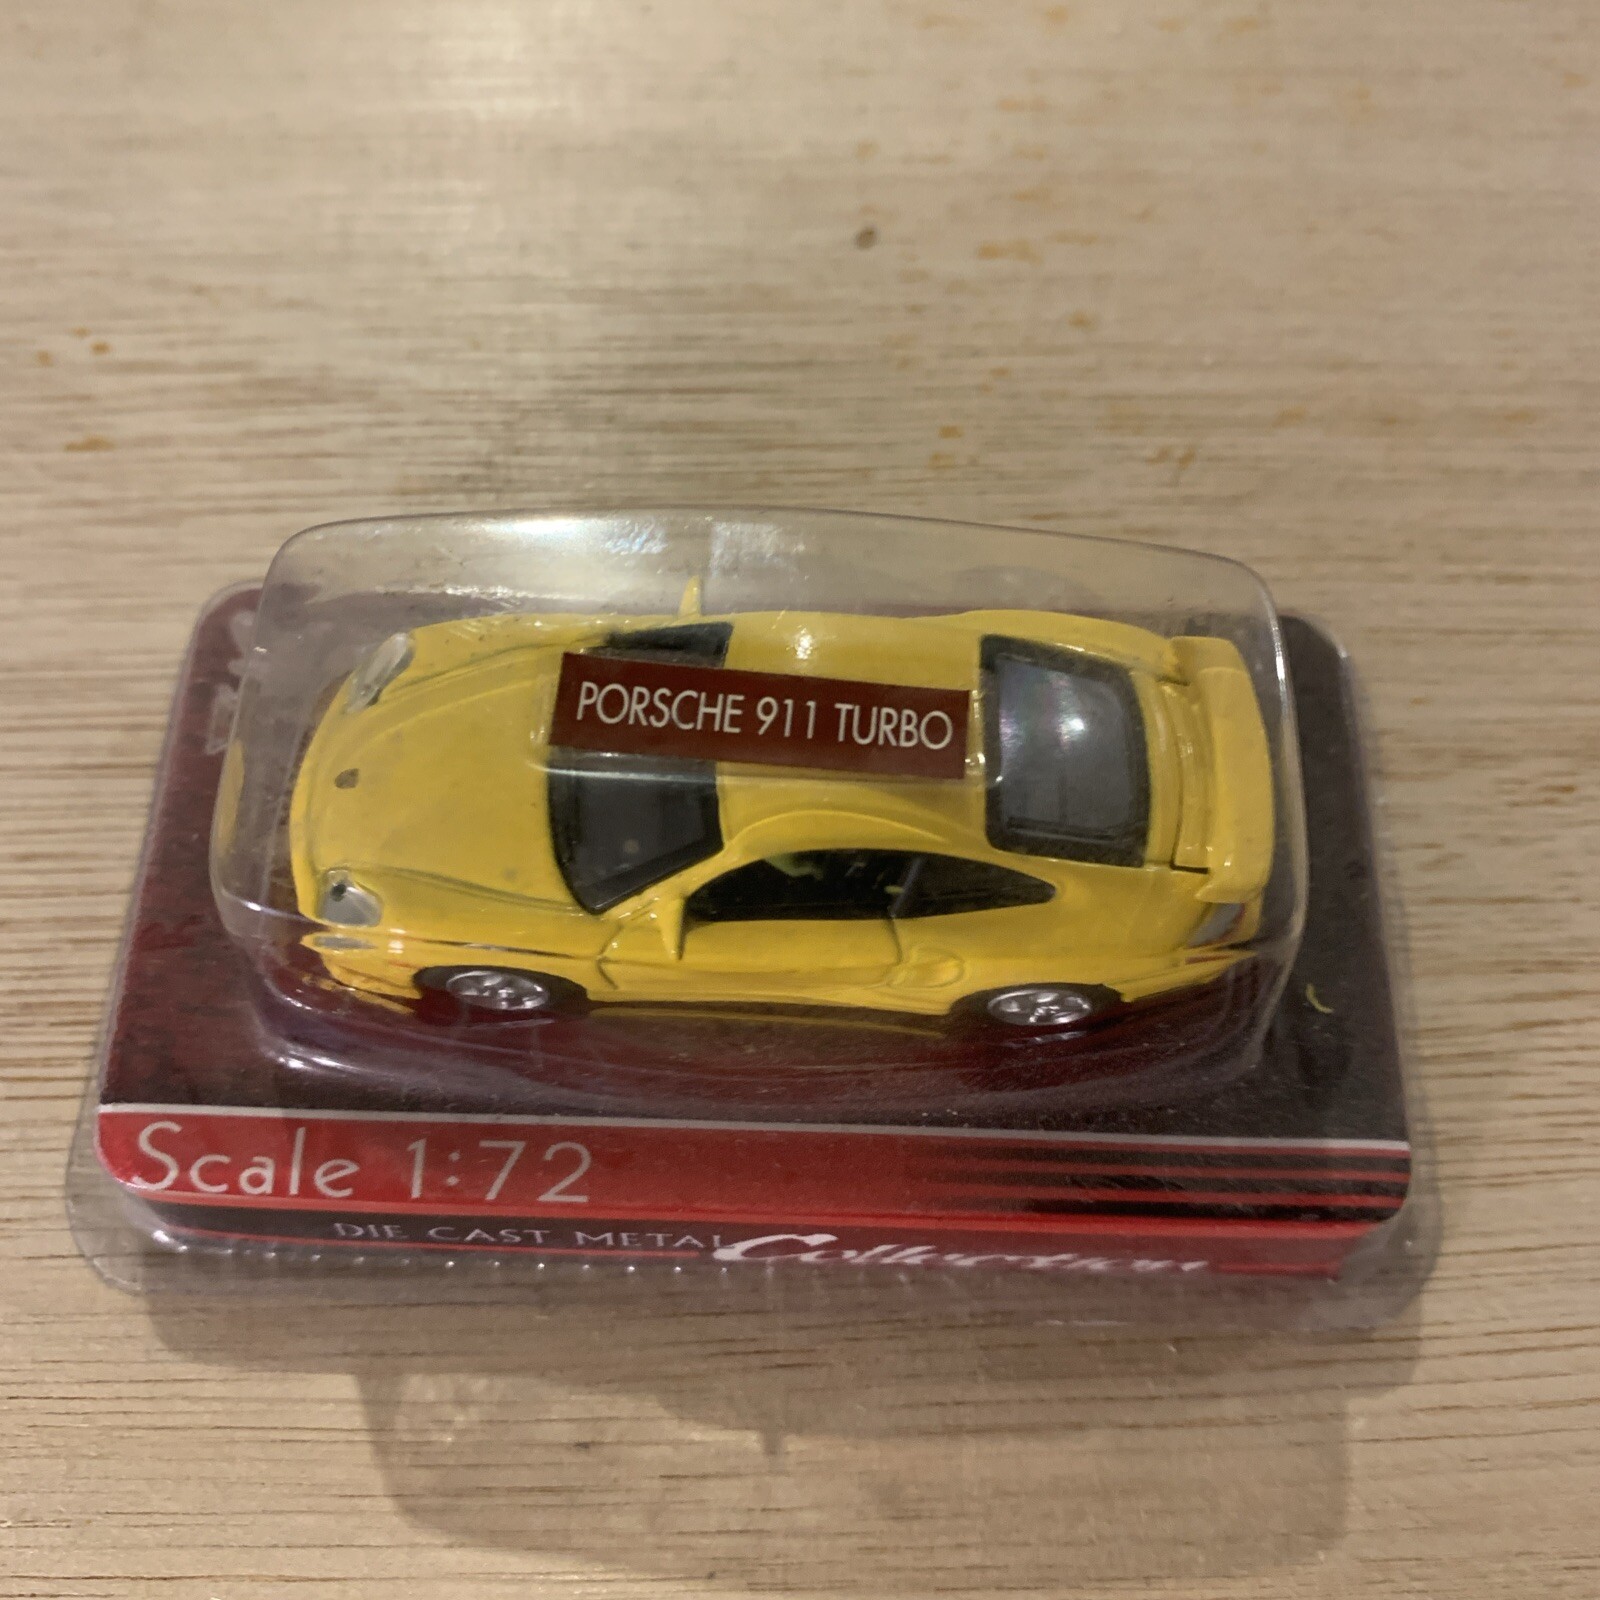 PORSCHE 911 TURBO
Scale 1:72
DIE CAST METAL Collection